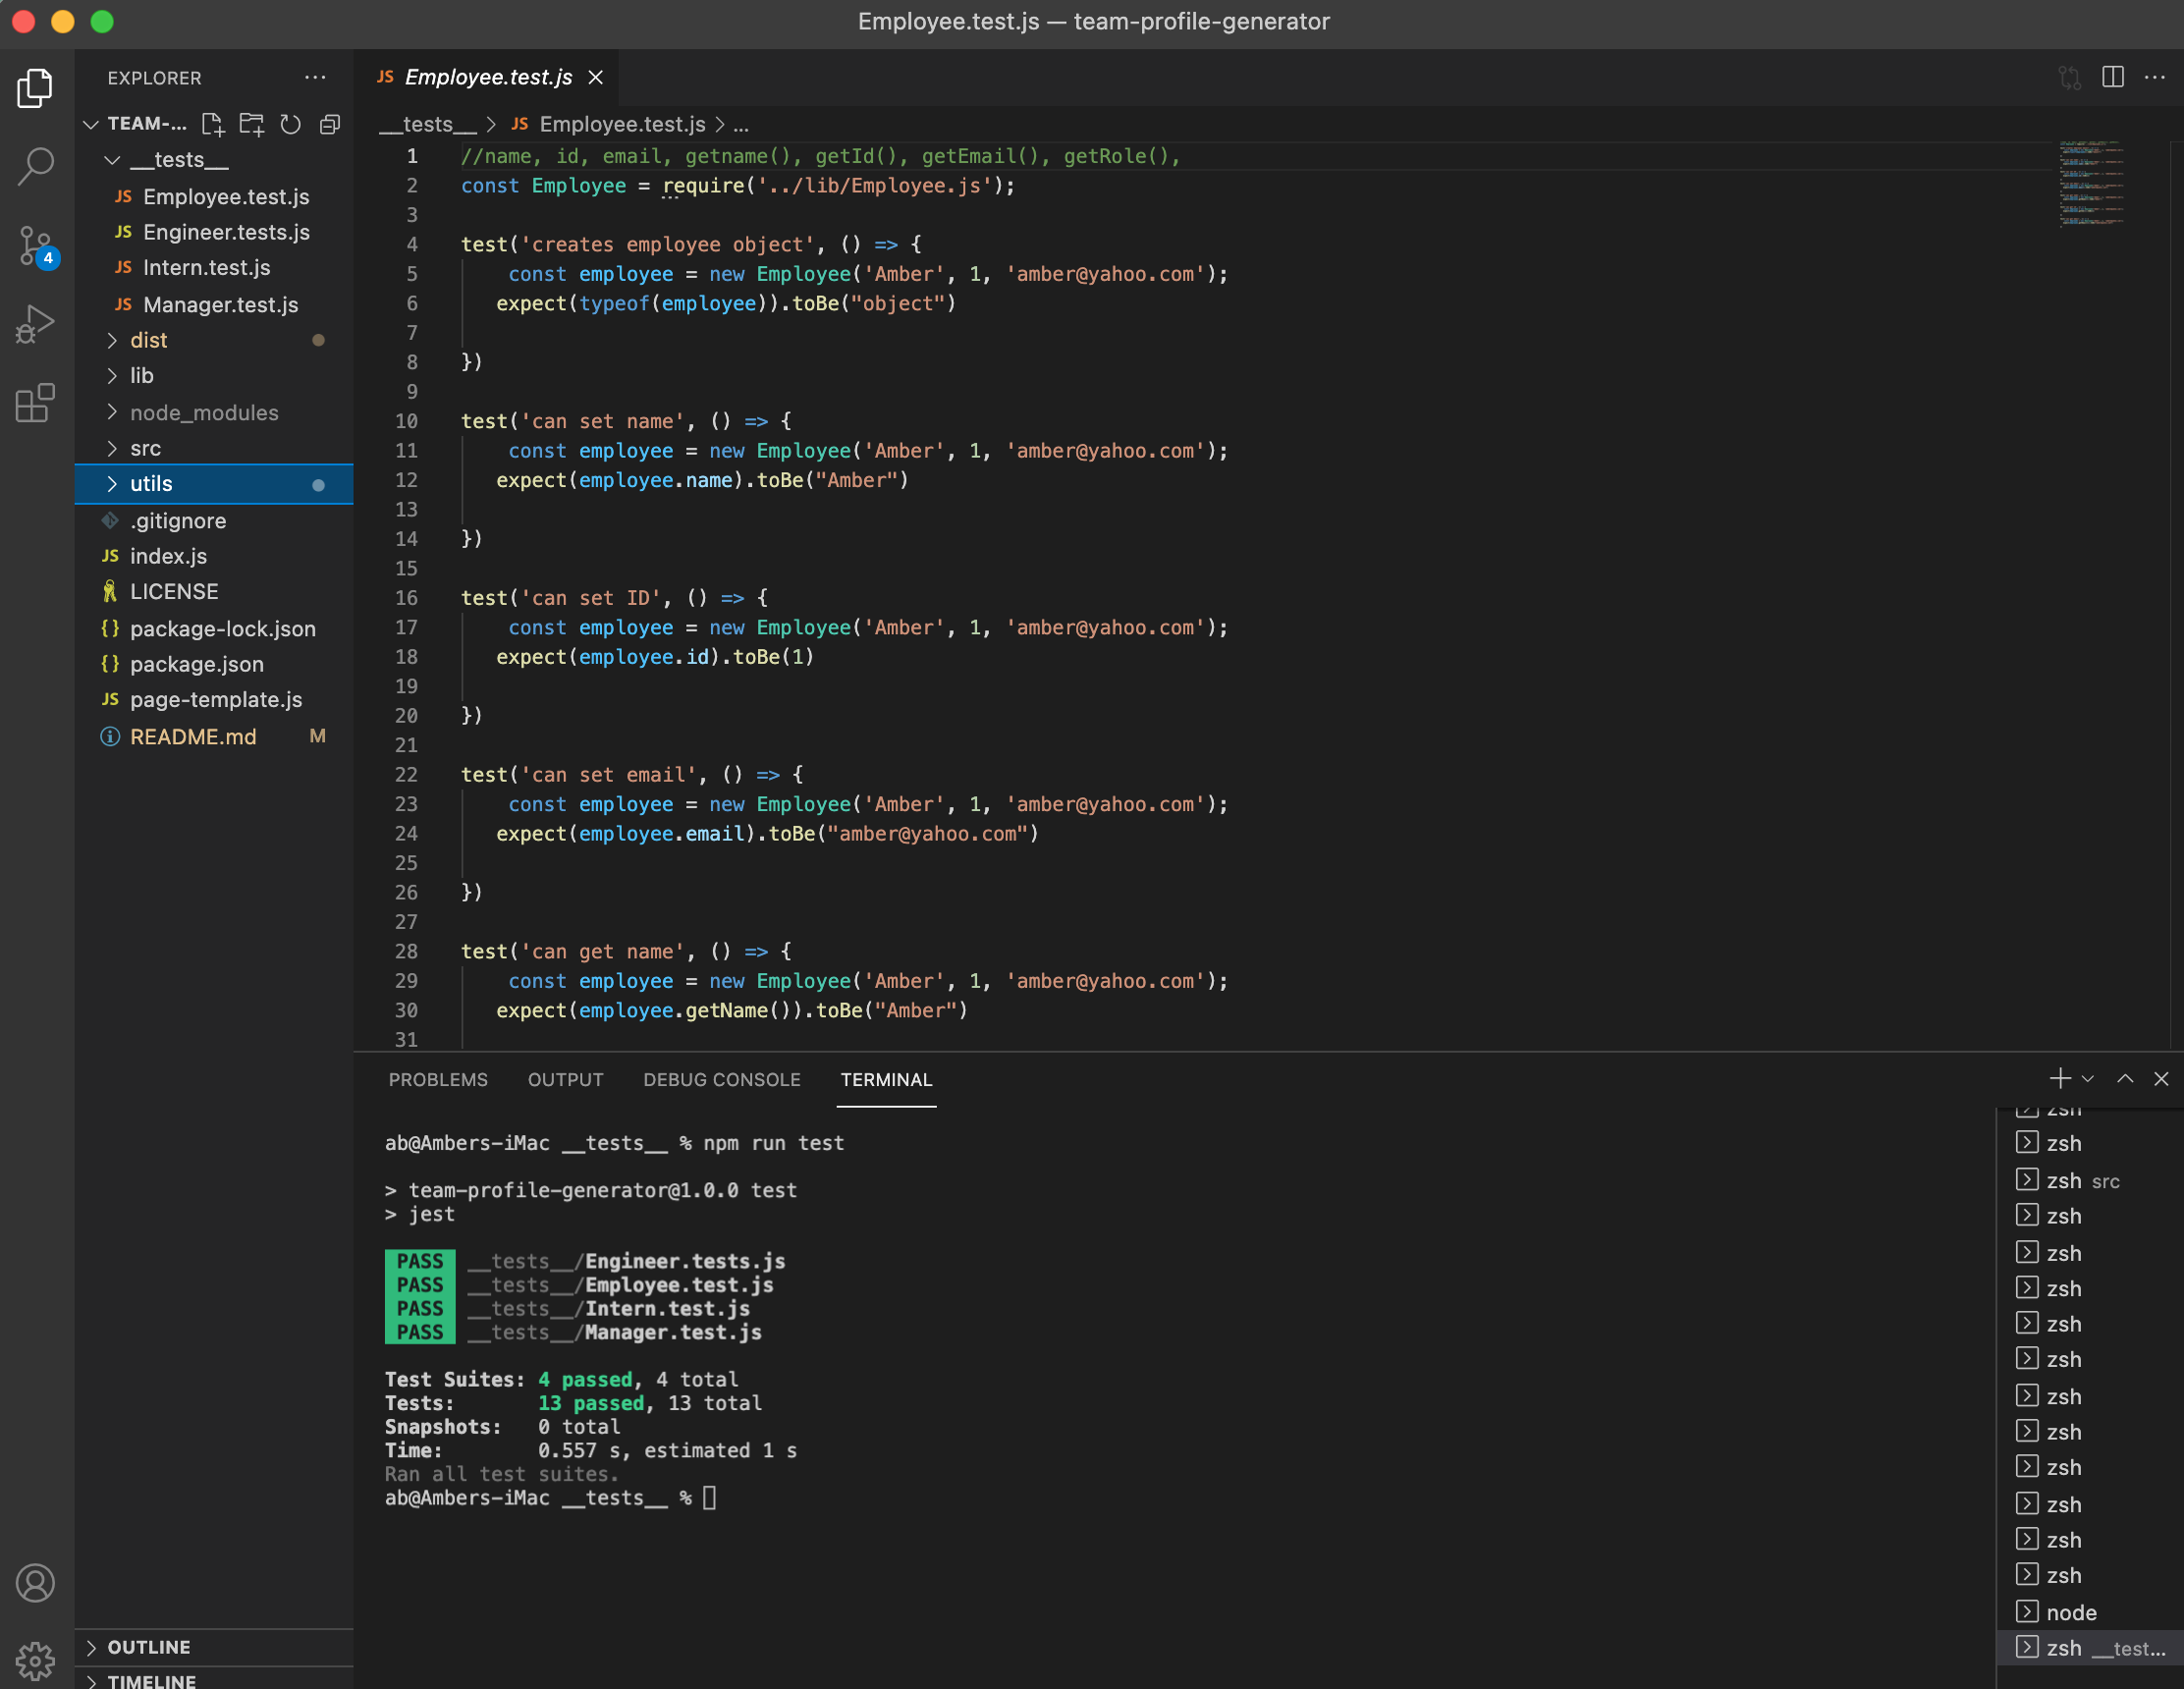 Employee.test.js — team-profile-generator
EXPLORER
TEAM-...
__tests__
JS Employee.test.js
JS Engineer.tests.js
JS Intern.test.js
JS Manager.test.js
dist
lib
node_modules
src
utils
.gitignore
JS index.js
LICENSE
{} package-lock.json
{} package.json
JS page-template.js
README.md M
OUTLINE
TIMELINE
4
JS Employee.test.js
__tests__ > JS Employee.test.js > ...
1 //name, id, email, getname(), getId(), getEmail(), getRole(),
2 const Employee = require('../lib/Employee.js');
3
4 test('creates employee object', () => {
5     const employee = new Employee('Amber', 1, 'amber@yahoo.com');
6    expect(typeof(employee)).toBe("object")
7
8 })
9
10 test('can set name', () => {
11     const employee = new Employee('Amber', 1, 'amber@yahoo.com');
12    expect(employee.name).toBe("Amber")
13
14 })
15
16 test('can set ID', () => {
17     const employee = new Employee('Amber', 1, 'amber@yahoo.com');
18    expect(employee.id).toBe(1)
19
20 })
21
22 test('can set email', () => {
23     const employee = new Employee('Amber', 1, 'amber@yahoo.com');
24    expect(employee.email).toBe("amber@yahoo.com")
25
26 })
27
28 test('can get name', () => {
29     const employee = new Employee('Amber', 1, 'amber@yahoo.com');
30    expect(employee.getName()).toBe("Amber")
31
PROBLEMS OUTPUT DEBUG CONSOLE TERMINAL
ab@Ambers-iMac __tests__ % npm run test
> team-profile-generator@1.0.0 test
> jest
PASS __tests__/Engineer.tests.js
PASS __tests__/Employee.test.js
PASS __tests__/Intern.test.js
PASS __tests__/Manager.test.js
Test Suites: 4 passed, 4 total
Tests:       13 passed, 13 total
Snapshots:   0 total
Time:        0.557 s, estimated 1 s
Ran all test suites.
ab@Ambers-iMac __tests__ %
zsh
zsh
zsh src
zsh
zsh
zsh
zsh
zsh
zsh
zsh
zsh
zsh
zsh
zsh
node
zsh __test...